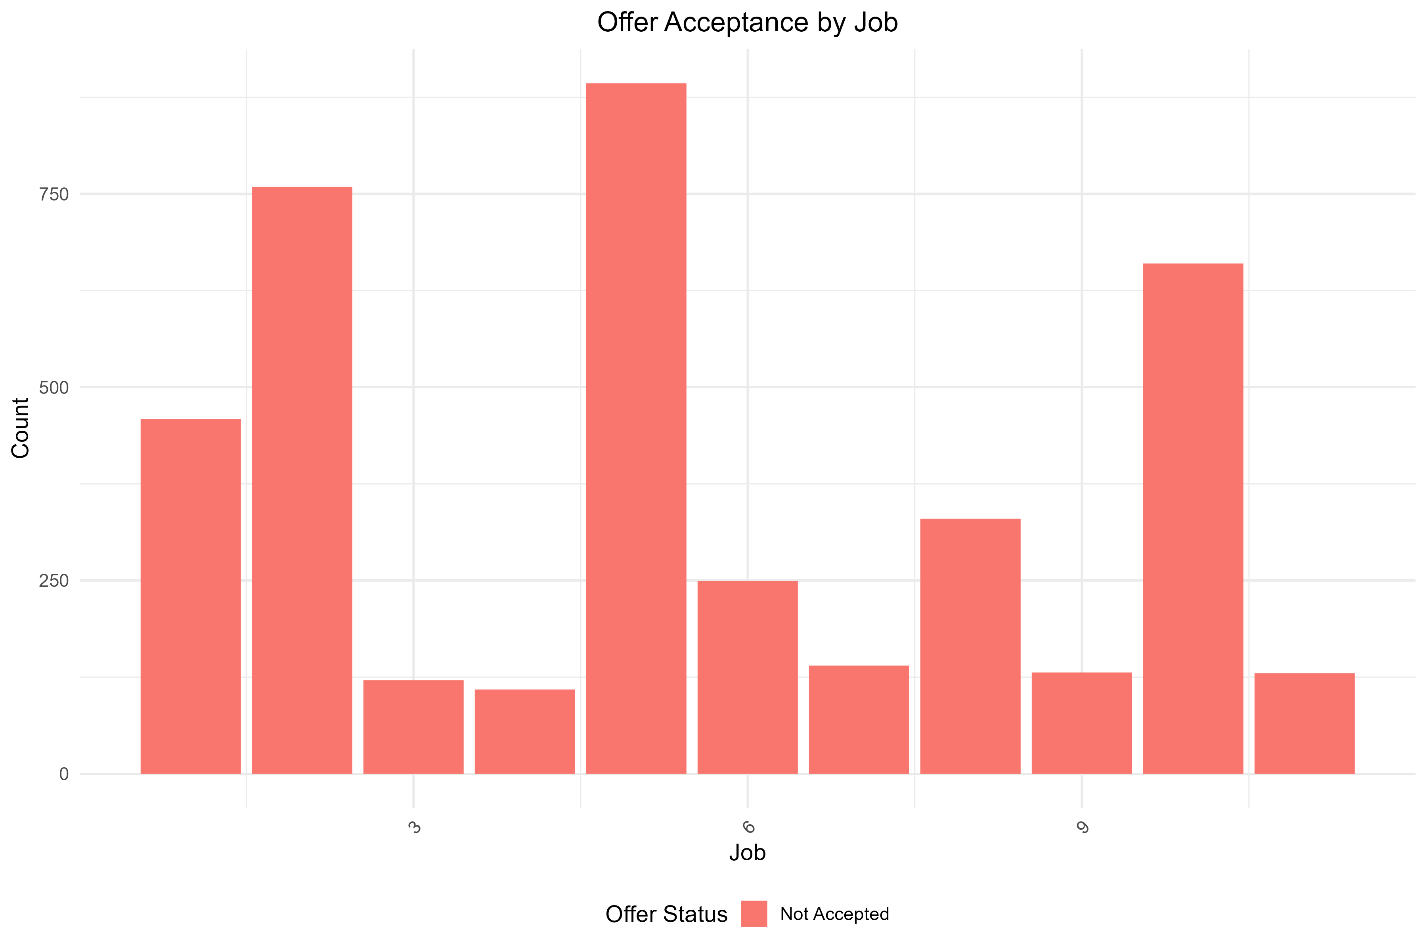 Offer Acceptance by Job
Count
750
500
250
0
3
6
9
Job
Offer Status
Not Accepted